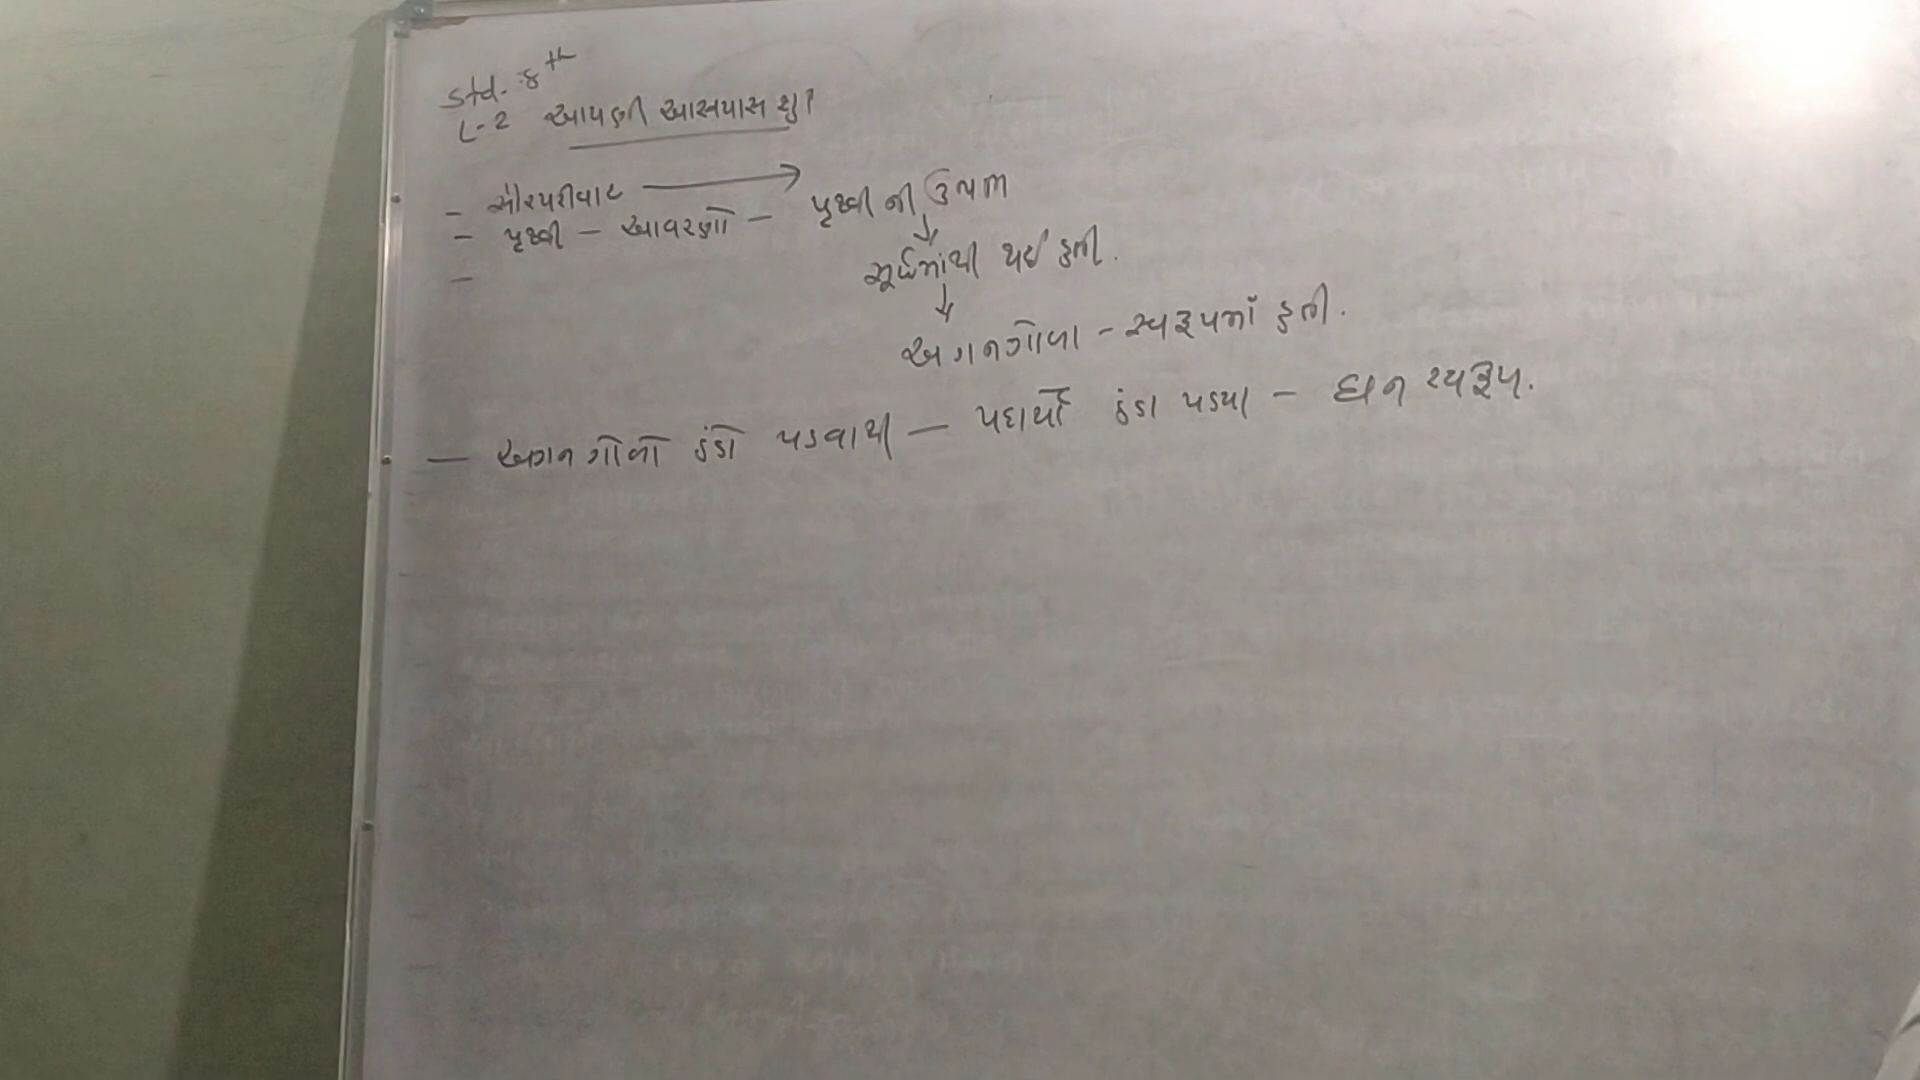 Std. :8th
L-2 આપણી આસપાસ શું?
- સૌરપરીવાર ⟶
- પૃથ્વી - આવરણો - પૃથ્વી ની ઉત્પત્તિ
↓
સૂર્યમાંથી થઈ હતી.
↓
અગનગોળા - સ્વરૂપમાં હતી.
- અગનગોળો ઠંડો પડવાથી - પદાર્થો ઠંડા પડ્યા - ઘન સ્વરૂપ.